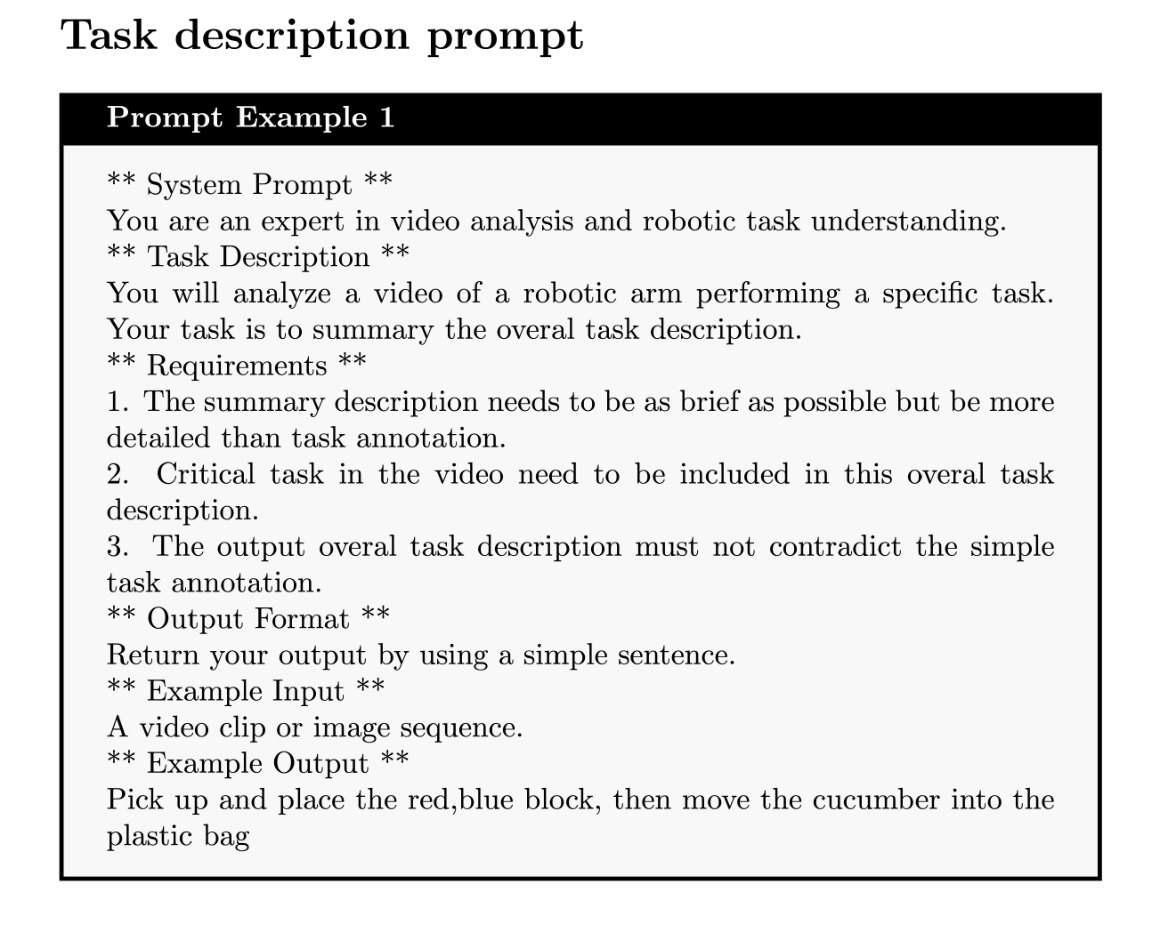 Task description prompt
Prompt Example 1
** System Prompt **
You are an expert in video analysis and robotic task understanding.
** Task Description **
You will analyze a video of a robotic arm performing a specific task.
Your task is to summary the overal task description.
** Requirements **
1. The summary description needs to be as brief as possible but be more
detailed than task annotation.
2. Critical task in the video need to be included in this overal task
description.
3. The output overal task description must not contradict the simple
task annotation.
** Output Format **
Return your output by using a simple sentence.
** Example Input **
A video clip or image sequence.
** Example Output **
Pick up and place the red,blue block, then move the cucumber into the
plastic bag